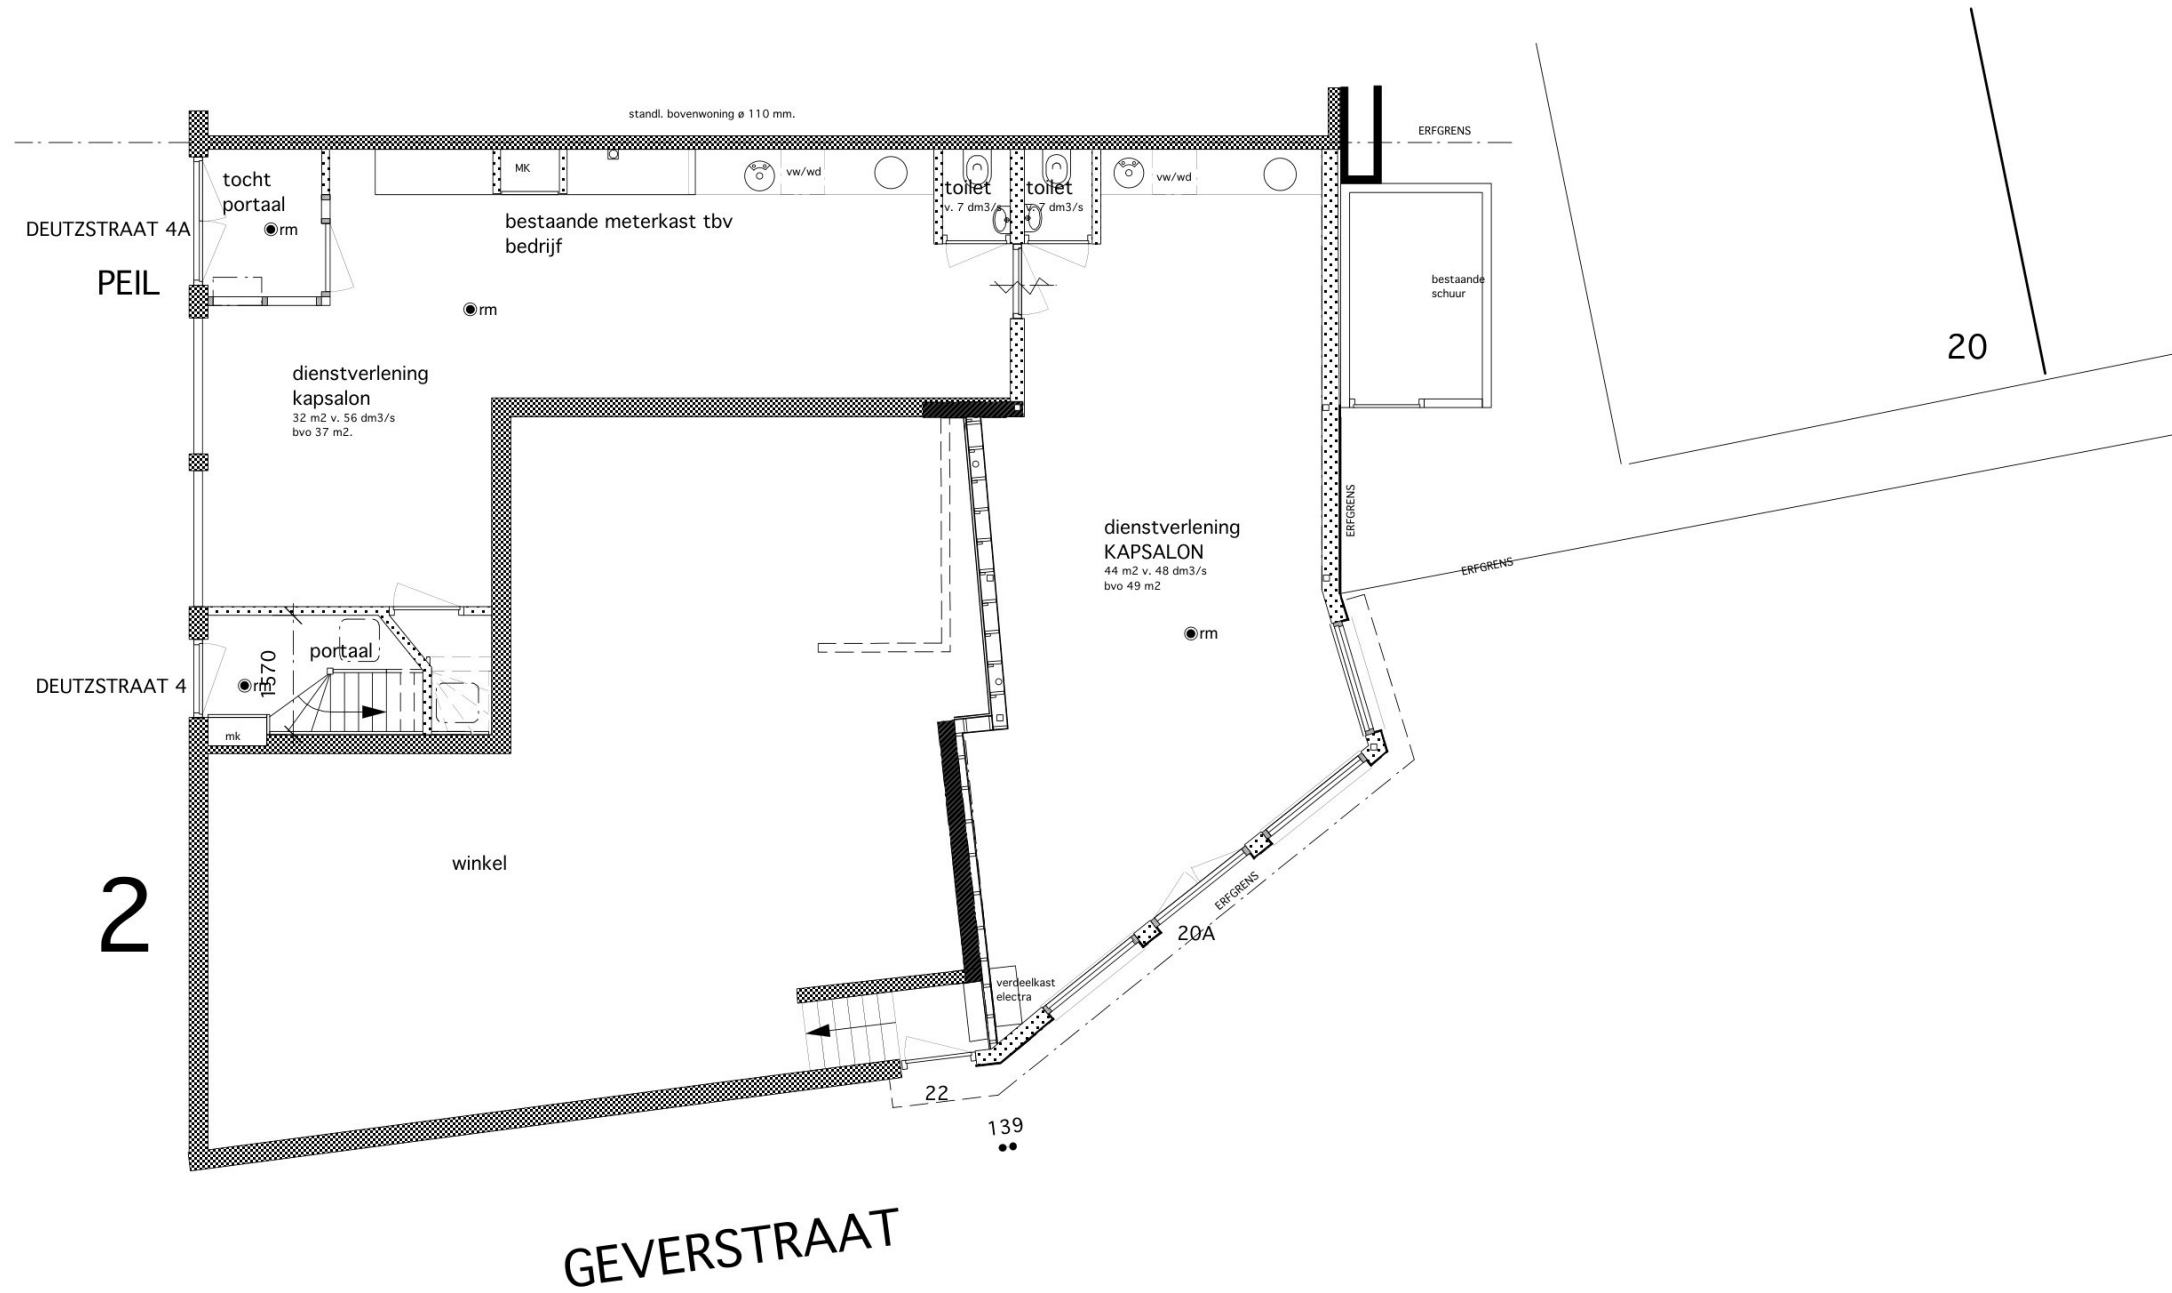 standl. bovenwoning ø 110 mm.
ERFGRENS
tocht
portaal
MK
vw/wd
toilet
v. 7 dm3/s
toilet
v. 7 dm3/s
vw/wd
DEUTZSTRAAT 4A
rm
bestaande meterkast tbv
bedrijf
PEIL
rm
bestaande
schuur
20
dienstverlening
kapsalon
32 m2 v. 56 dm3/s
bvo 37 m2.
ERFGRENS
dienstverlening
KAPSALON
44 m2 v. 48 dm3/s
bvo 49 m2
ERFGRENS
rm
portaal
1570
DEUTZSTRAAT 4
rm
mk
winkel
2
ERFGRENS
20A
verdeelkast
electra
22
139
GEVERSTRAAT